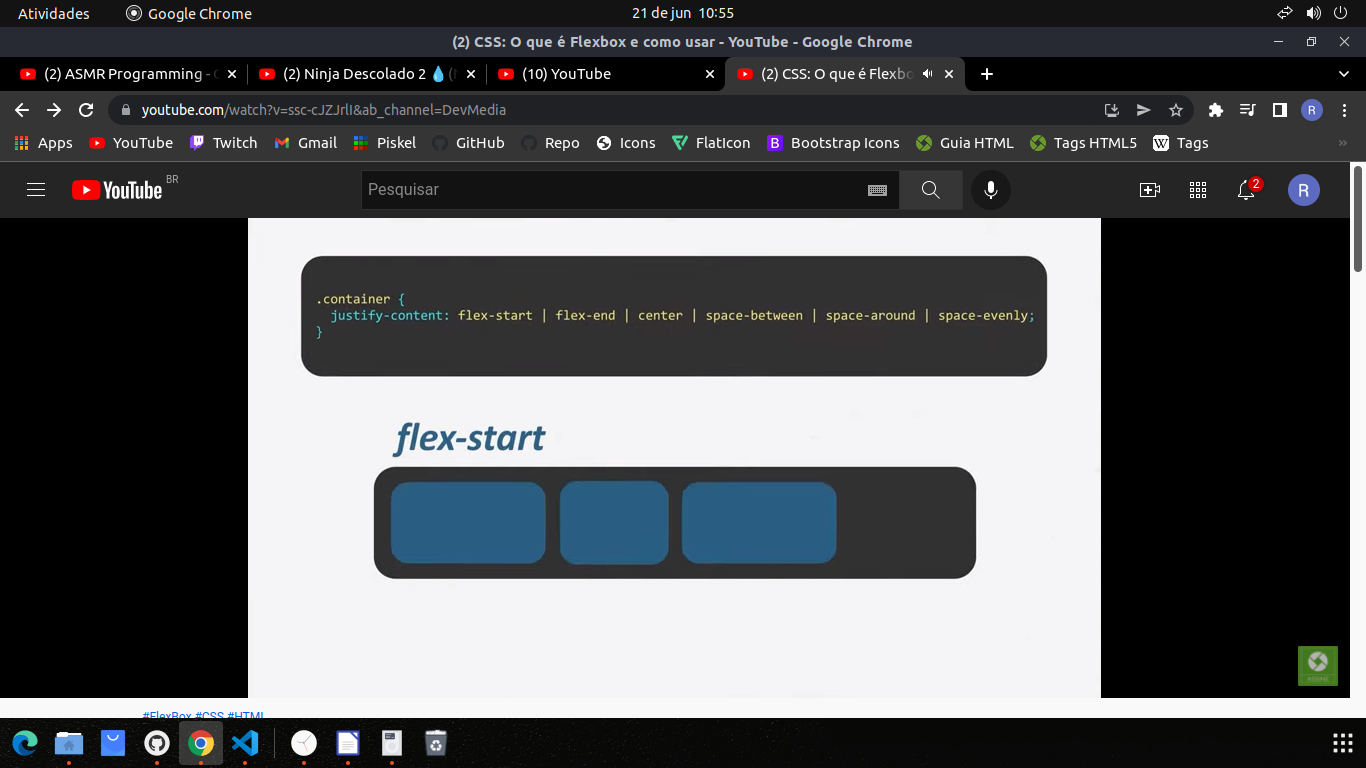 Atividades
Google Chrome
21 de jun 10:55
(2) CSS: O que é Flexbox e como usar - YouTube - Google Chrome
(2) ASMR Programming -
(2) Ninja Descolado 2
(10) YouTube
(2) CSS: O que é Flexbo
youtube.com/watch?v=ssc-cJZJrlI&ab_channel=DevMedia
R
Apps
YouTube
Twitch
Gmail
Piskel
GitHub
Repo
Icons
FlatIcon
B
Bootstrap Icons
Guia HTML
Tags HTML5
W
Tags
»
YouTube
BR
Pesquisar
2
R
.container {
justify-content: flex-start | flex-end | center | space-between | space-around | space-evenly;
}
flex-start
#FlexBox #CSS #HTML